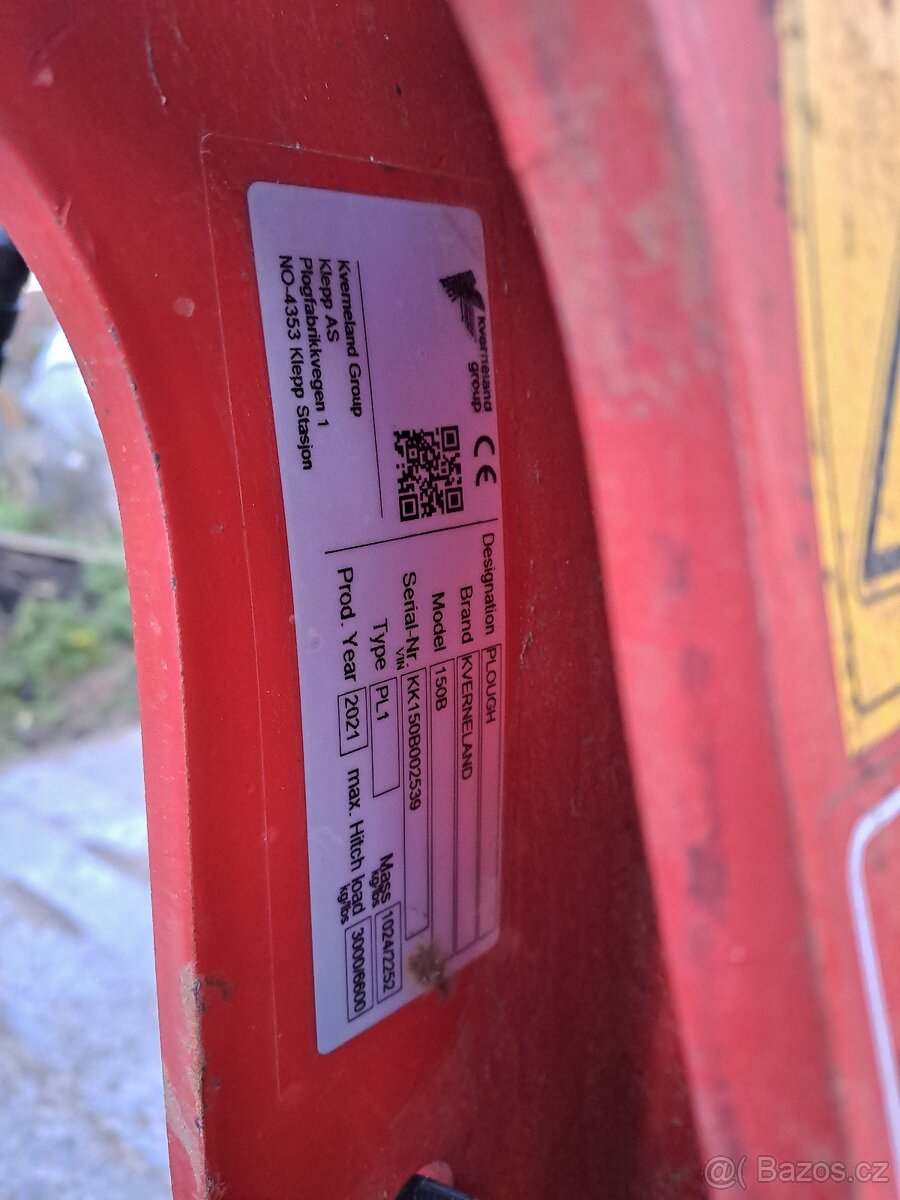 kverneland
group
CE
Kverneland Group
Klepp AS
Plogfabrikkvegen 1
NO-4353 Klepp Stasjon
Designation PLOUGH
Brand KVERNELAND
Model 150B
Serial-Nr. VIN KK150B002539
Type PL1 Mass kg/lbs 1024/2252
Prod. Year 2021 max. Hitch load kg/lbs 3000/6600
@( Bazos.cz